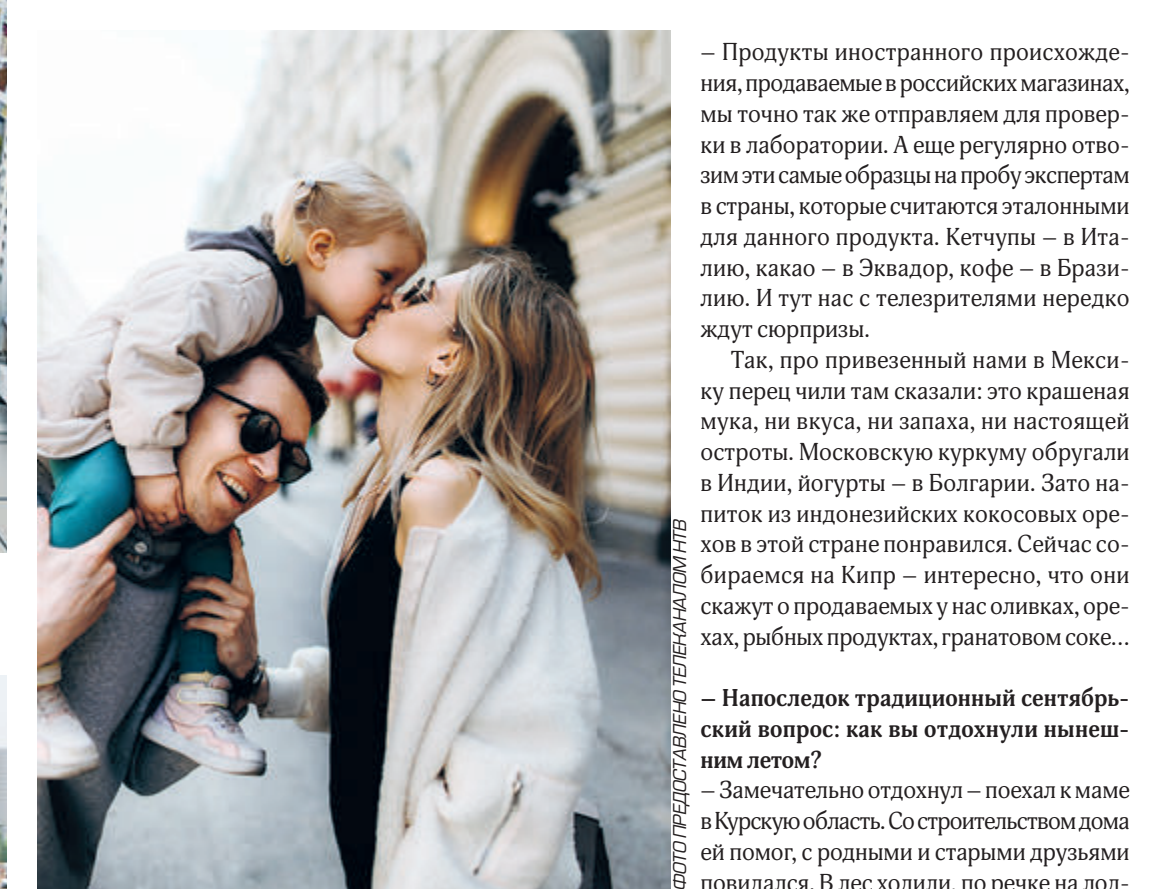 – Продукты иностранного происхожде-
ния, продаваемые в российских магазинах,
мы точно так же отправляем для провер-
ки в лаборатории. А еще регулярно отво-
зим эти самые образцы на пробу экспертам
в страны, которые считаются эталонными
для данного продукта. Кетчупы – в Ита-
лию, какао – в Эквадор, кофе – в Брази-
лию. И тут нас с телезрителями нередко
ждут сюрпризы.
Так, про привезенный нами в Мекси-
ку перец чили там сказали: это крашеная
мука, ни вкуса, ни запаха, ни настоящей
остроты. Московскую куркуму обругали
в Индии, йогурты – в Болгарии. Зато на-
питок из индонезийских кокосовых оре-
хов в этой стране понравился. Сейчас со-
бираемся на Кипр – интересно, что они
скажут о продаваемых у нас оливках, оре-
хах, рыбных продуктах, гранатовом соке...
– Напоследок традиционный сентябрь-
ский вопрос: как вы отдохнули нынеш-
ним летом?
– Замечательно отдохнул – поехал к маме
в Курскую область. Со строительством дома
ей помог, с родными и старыми друзьями
повидался. В лес ходили, по речке на лод-
ФОТО ПРЕДОСТАВЛЕНО ТЕЛЕКАНАЛОМ НТВ